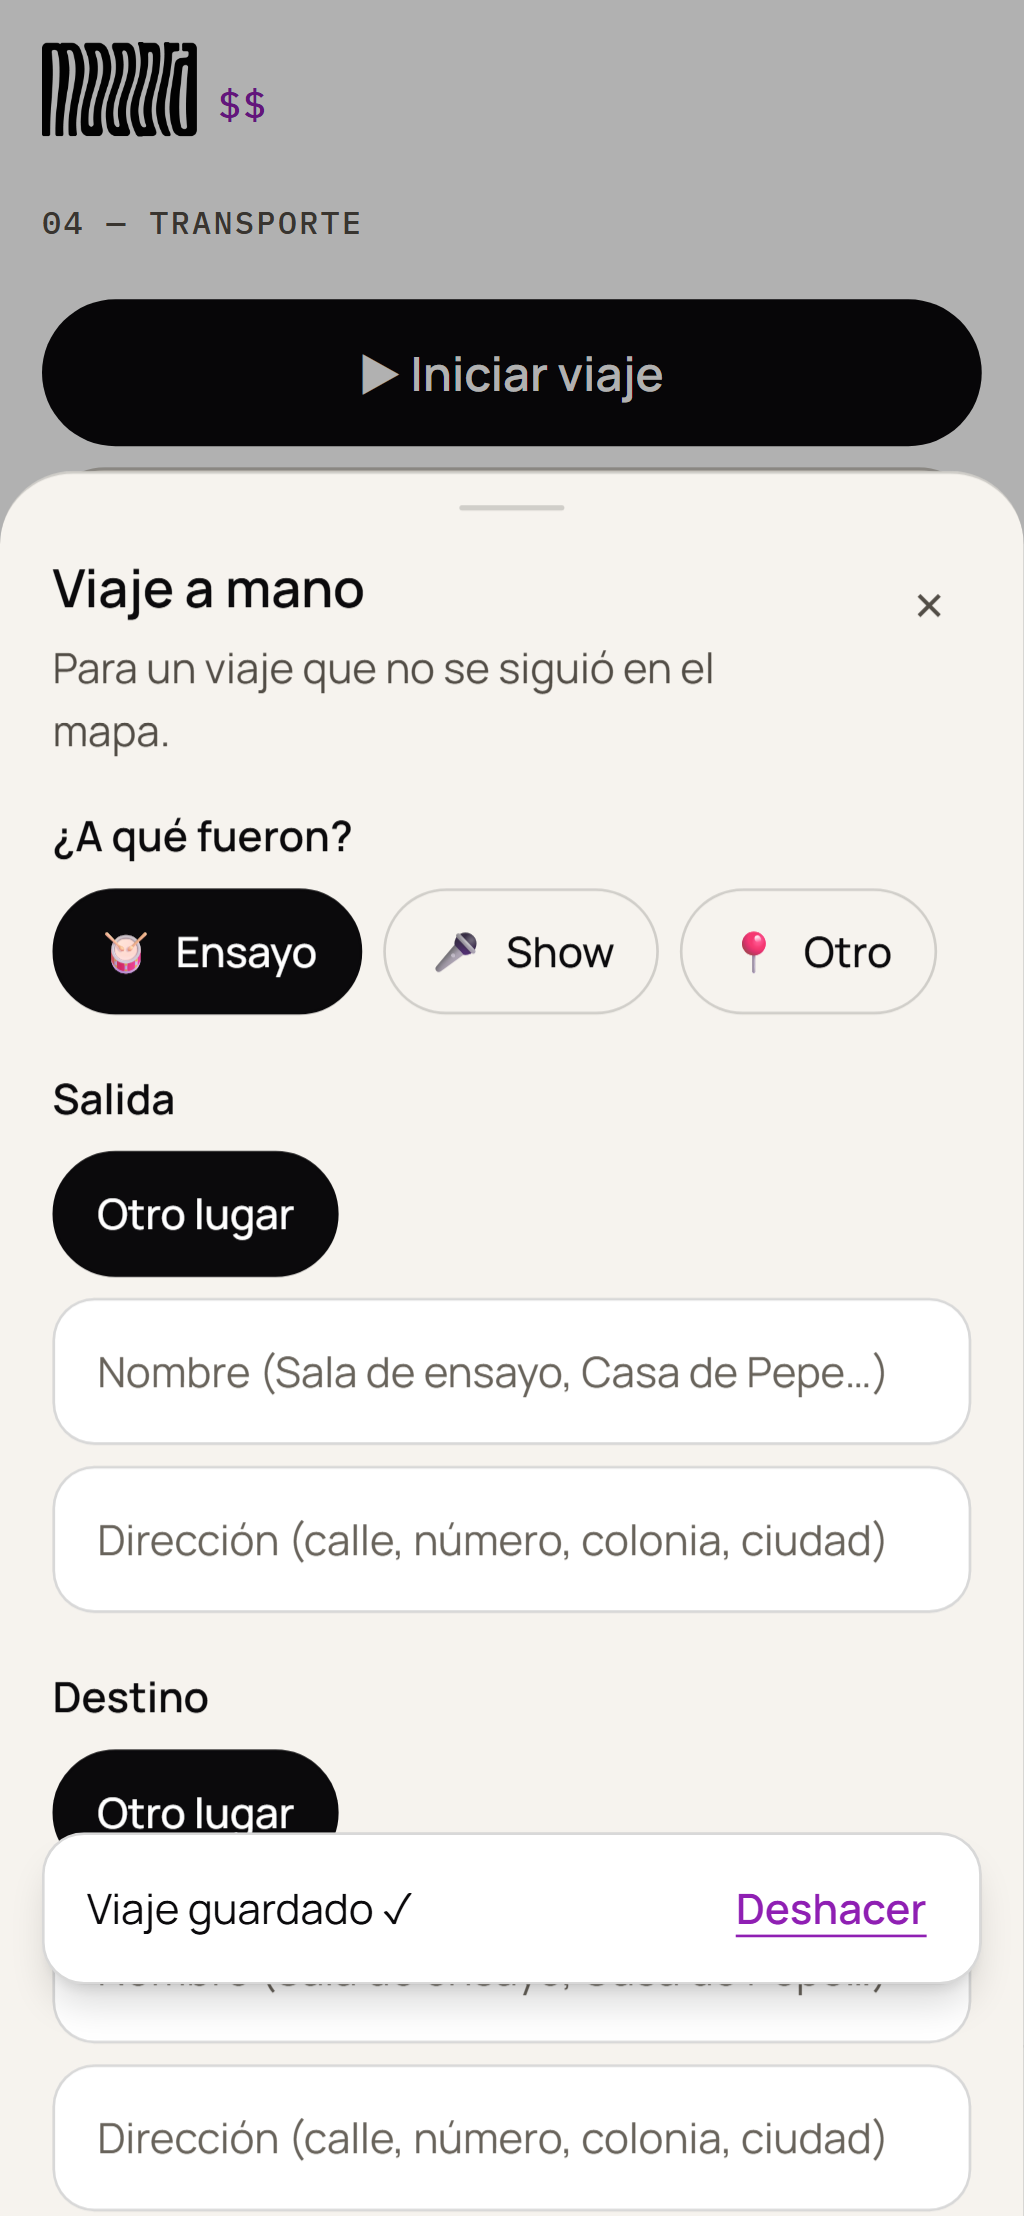 $$
04 — TRANSPORTE
▶ Iniciar viaje
Viaje a mano
×
Para un viaje que no se siguió en el
mapa.
¿A qué fueron?
Ensayo
Show
Otro
Salida
Otro lugar
Nombre (Sala de ensayo, Casa de Pepe...)
Dirección (calle, número, colonia, ciudad)
Destino
Otro lugar
Viaje guardado ✓
Deshacer
Dirección (calle, número, colonia, ciudad)